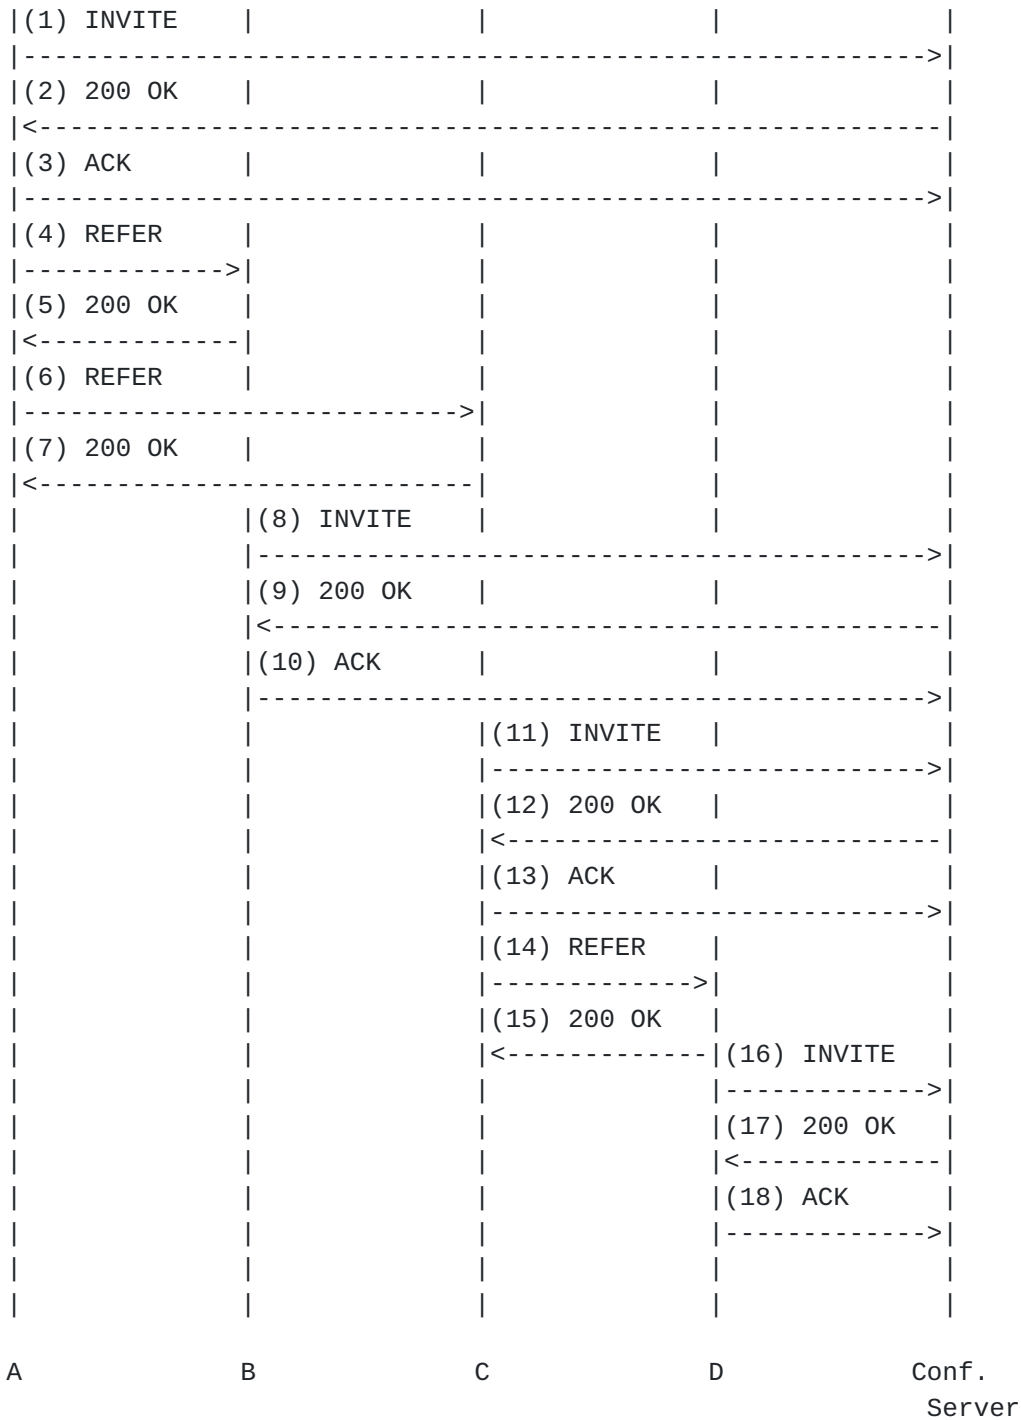 |(1) INVITE    |              |              |              |
|---------------------------------------------------------->|
|(2) 200 OK    |              |              |              |
|<----------------------------------------------------------|
|(3) ACK       |              |              |              |
|---------------------------------------------------------->|
|(4) REFER     |              |              |              |
|------------->|              |              |              |
|(5) 200 OK    |              |              |              |
|<-------------|              |              |              |
|(6) REFER     |              |              |              |
|---------------------------->|              |              |
|(7) 200 OK    |              |              |              |
|<----------------------------|              |              |
|              |(8) INVITE    |              |              |
|              |------------------------------------------->|
|              |(9) 200 OK    |              |              |
|              |<-------------------------------------------|
|              |(10) ACK      |              |              |
|              |------------------------------------------->|
|              |              |(11) INVITE   |              |
|              |              |---------------------------->|
|              |              |(12) 200 OK   |              |
|              |              |<----------------------------|
|              |              |(13) ACK      |              |
|              |              |---------------------------->|
|              |              |(14) REFER    |              |
|              |              |------------->|              |
|              |              |(15) 200 OK   |              |
|              |              |<-------------|(16) INVITE   |
|              |              |              |------------->|
|              |              |              |(17) 200 OK   |
|              |              |              |<-------------|
|              |              |              |(18) ACK      |
|              |              |              |------------->|
|              |              |              |              |
|              |              |              |              |
A              B              C              D            Conf.
                                                           Server